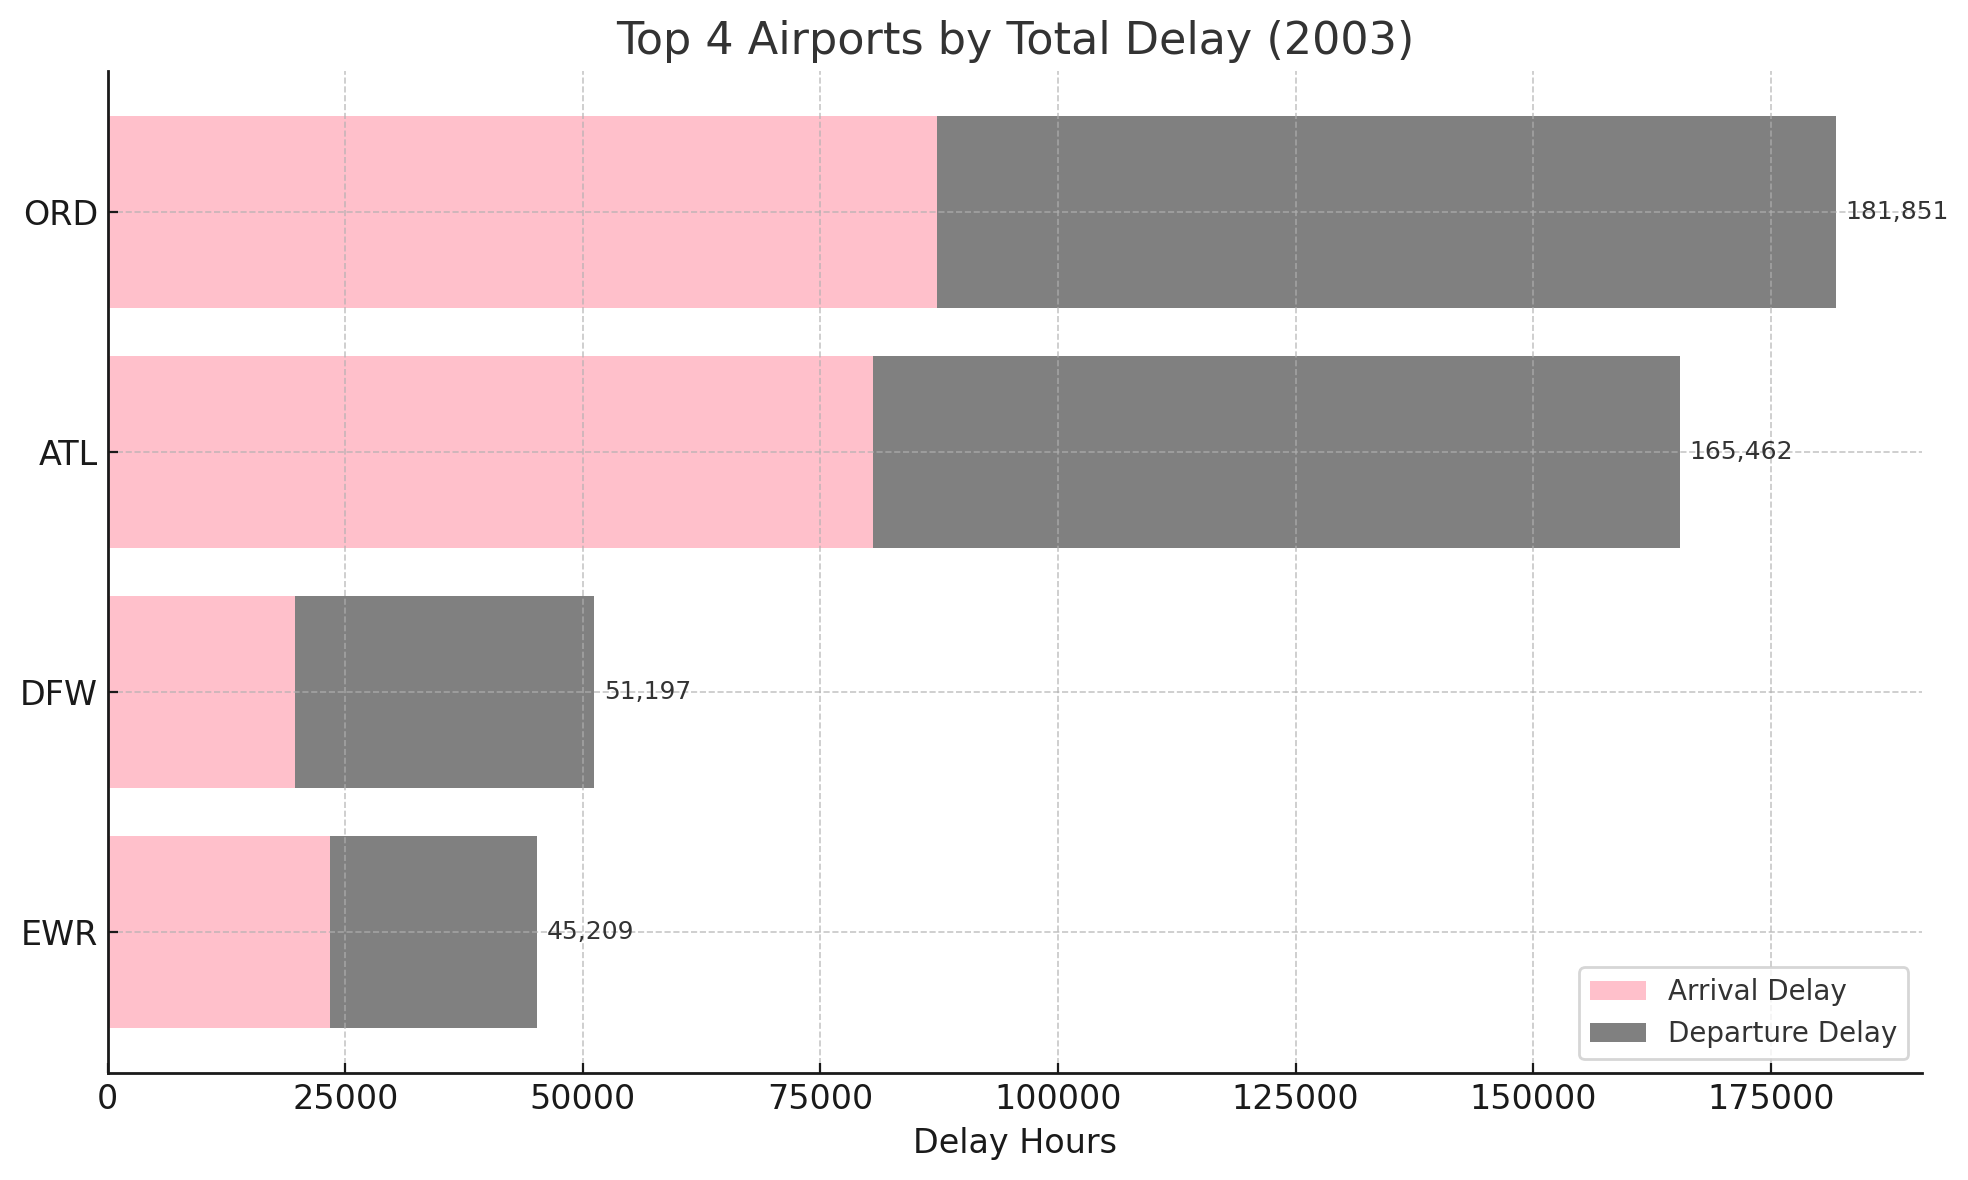 Top 4 Airports by Total Delay (2003)
ORD
181,851
ATL
165,462
DFW
51,197
EWR
45,209
Arrival Delay
Departure Delay
0 25000 50000 75000 100000 125000 150000 175000
Delay Hours